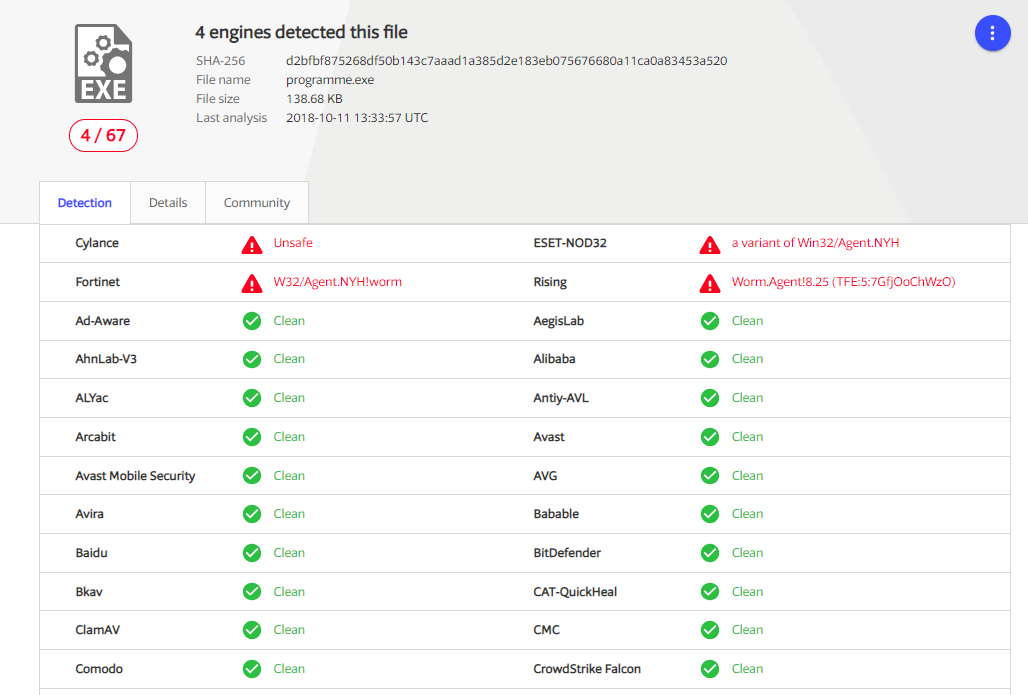 4 engines detected this file
SHA-256 d2bfbf875268df50b143c7aaad1a385d2e183eb075676680a11ca0a83453a520
File name programme.exe
File size 138.68 KB
Last analysis 2018-10-11 13:33:57 UTC
EXE
4 / 67
Detection Details Community
Cylance Unsafe ESET-NOD32 a variant of Win32/Agent.NYH
Fortinet W32/Agent.NYH!worm Rising Worm.Agent!8.25 (TFE:5:7GfjOoChWzO)
Ad-Aware Clean AegisLab Clean
AhnLab-V3 Clean Alibaba Clean
ALYac Clean Antiy-AVL Clean
Arcabit Clean Avast Clean
Avast Mobile Security Clean AVG Clean
Avira Clean Babable Clean
Baidu Clean BitDefender Clean
Bkav Clean CAT-QuickHeal Clean
ClamAV Clean CMC Clean
Comodo Clean CrowdStrike Falcon Clean